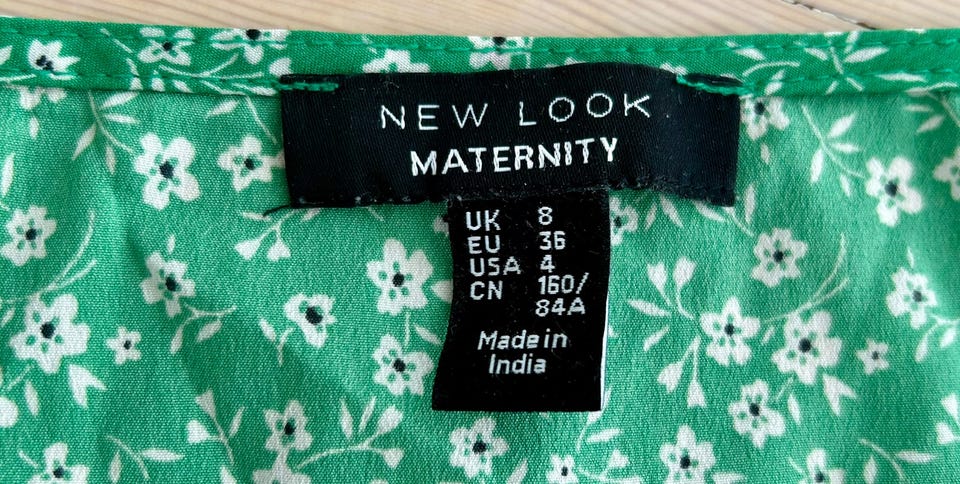 NEW LOOK
MATERNITY
UK 8
EU 36
USA 4
CN 160/
84A
Made in
India